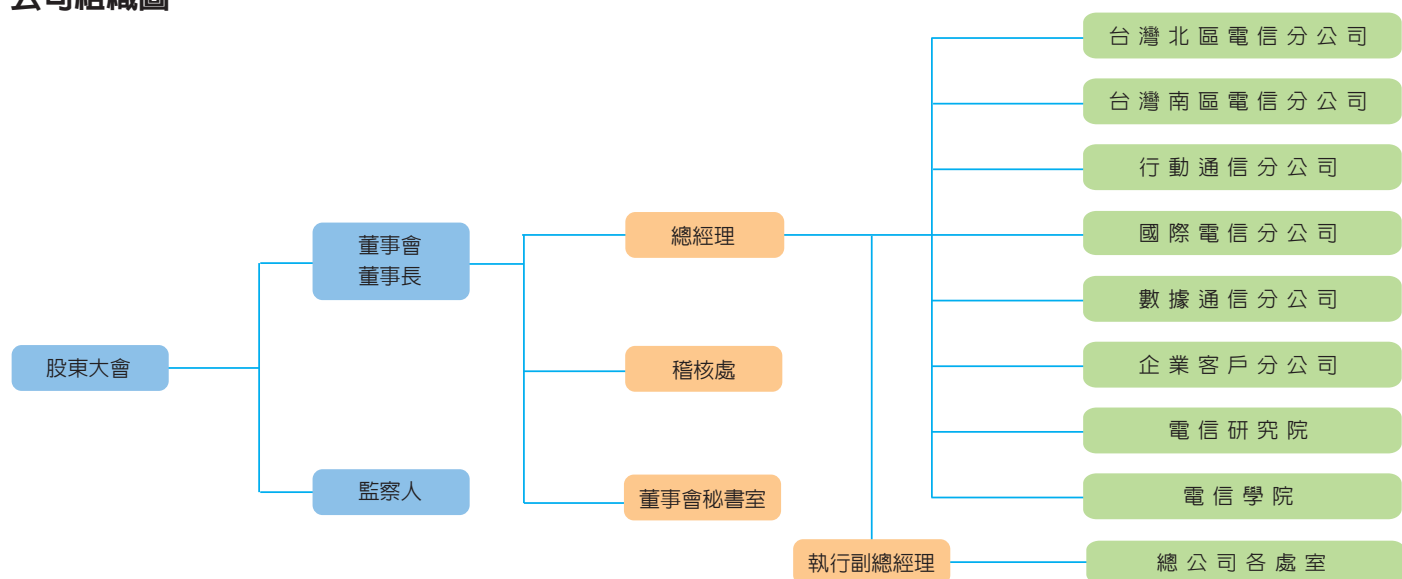 公司組織圖
股東大會
董事會
董事長
監察人
總經理
稽核處
董事會秘書室
執行副總經理
台灣北區電信分公司
台灣南區電信分公司
行動通信分公司
國際電信分公司
數據通信分公司
企業客戶分公司
電信研究院
電信學院
總公司各處室